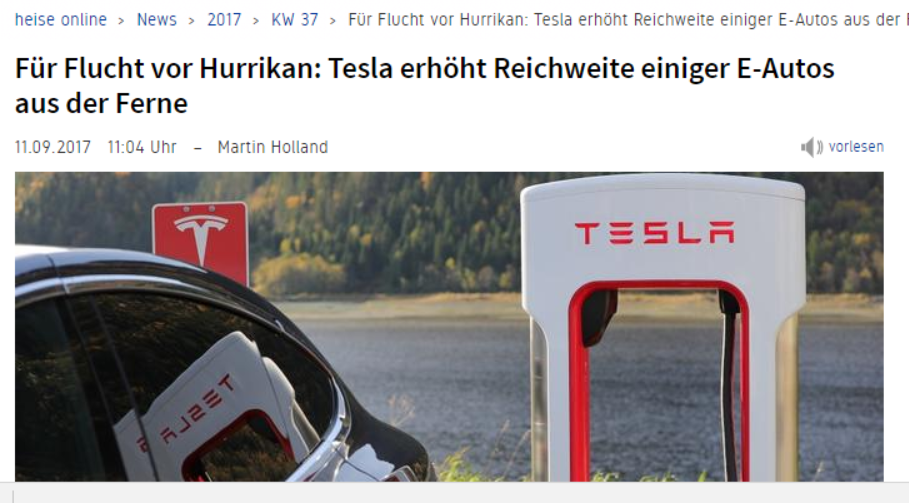 heise online > News > 2017 > KW 37 > Für Flucht vor Hurrikan: Tesla erhöht Reichweite einiger E-Autos aus der
Für Flucht vor Hurrikan: Tesla erhöht Reichweite einiger E-Autos
aus der Ferne
11.09.2017 11:04 Uhr – Martin Holland
vorlesen
TESLA
TESLA